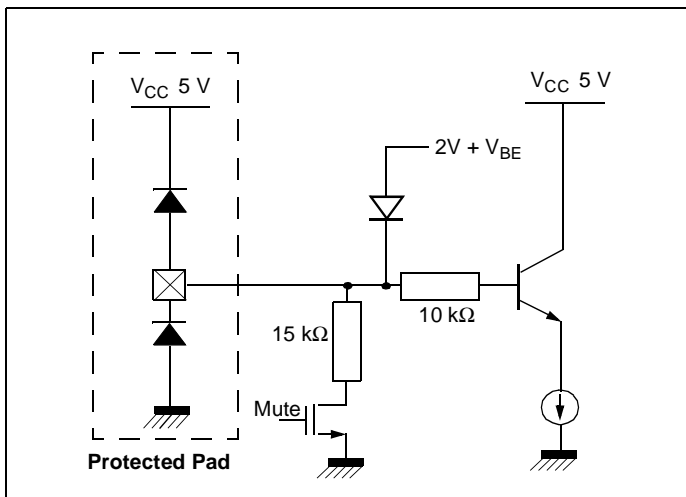 V_CC 5 V
V_CC 5 V
2V + V_BE
15 kΩ
10 kΩ
Mute
Protected Pad